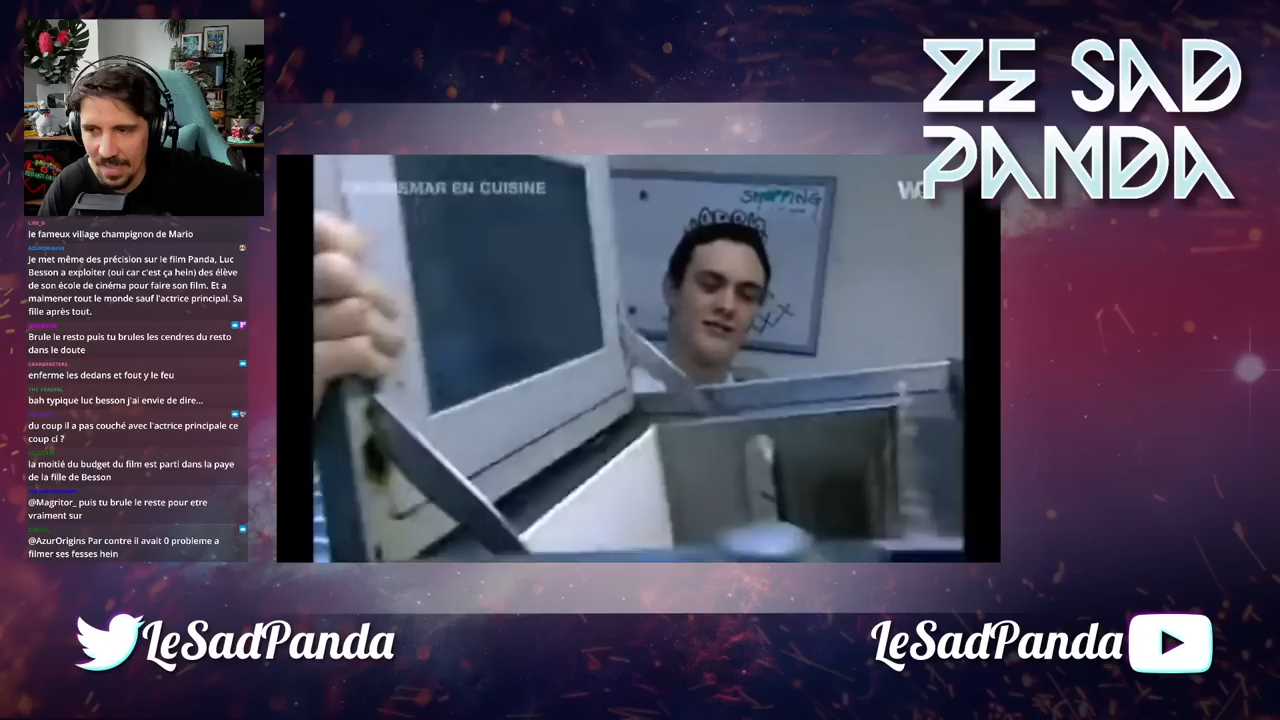 ZE SAD
PANDA
EMAR EN CUISINE
W
SHOPPING
le fameux village champignon de Mario
AZURORIGINS
Je met même des précision sur le film Panda, Luc
Besson a exploiter (oui car c'est ça hein) des élève
de son école de cinéma pour faire son film. Et a
malmener tout le monde sauf l'actrice principal. Sa
fille après tout.
Brule le resto puis tu brules les cendres du resto
dans le doute
enferme les dedans et fout y le feu
bah typique luc besson j'ai envie de dire...
du coup il a pas couché avec l'actrice principale ce
coup ci ?
la moitié du budget du film est parti dans la paye
de la fille de Besson
@Magritor_ puis tu brule le reste pour etre
vraiment sur
@AzurOrigins Par contre il avait 0 probleme a
filmer ses fesses hein
LeSadPanda
LeSadPanda